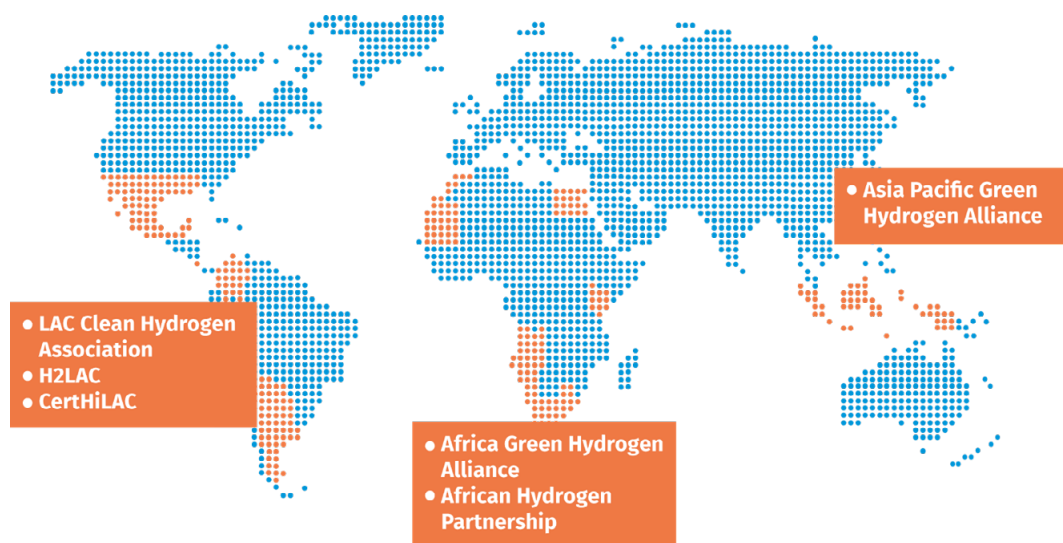 • Asia Pacific Green
Hydrogen Alliance
• LAC Clean Hydrogen
Association
• H2LAC
• CertHiLAC
• Africa Green Hydrogen
Alliance
• African Hydrogen
Partnership